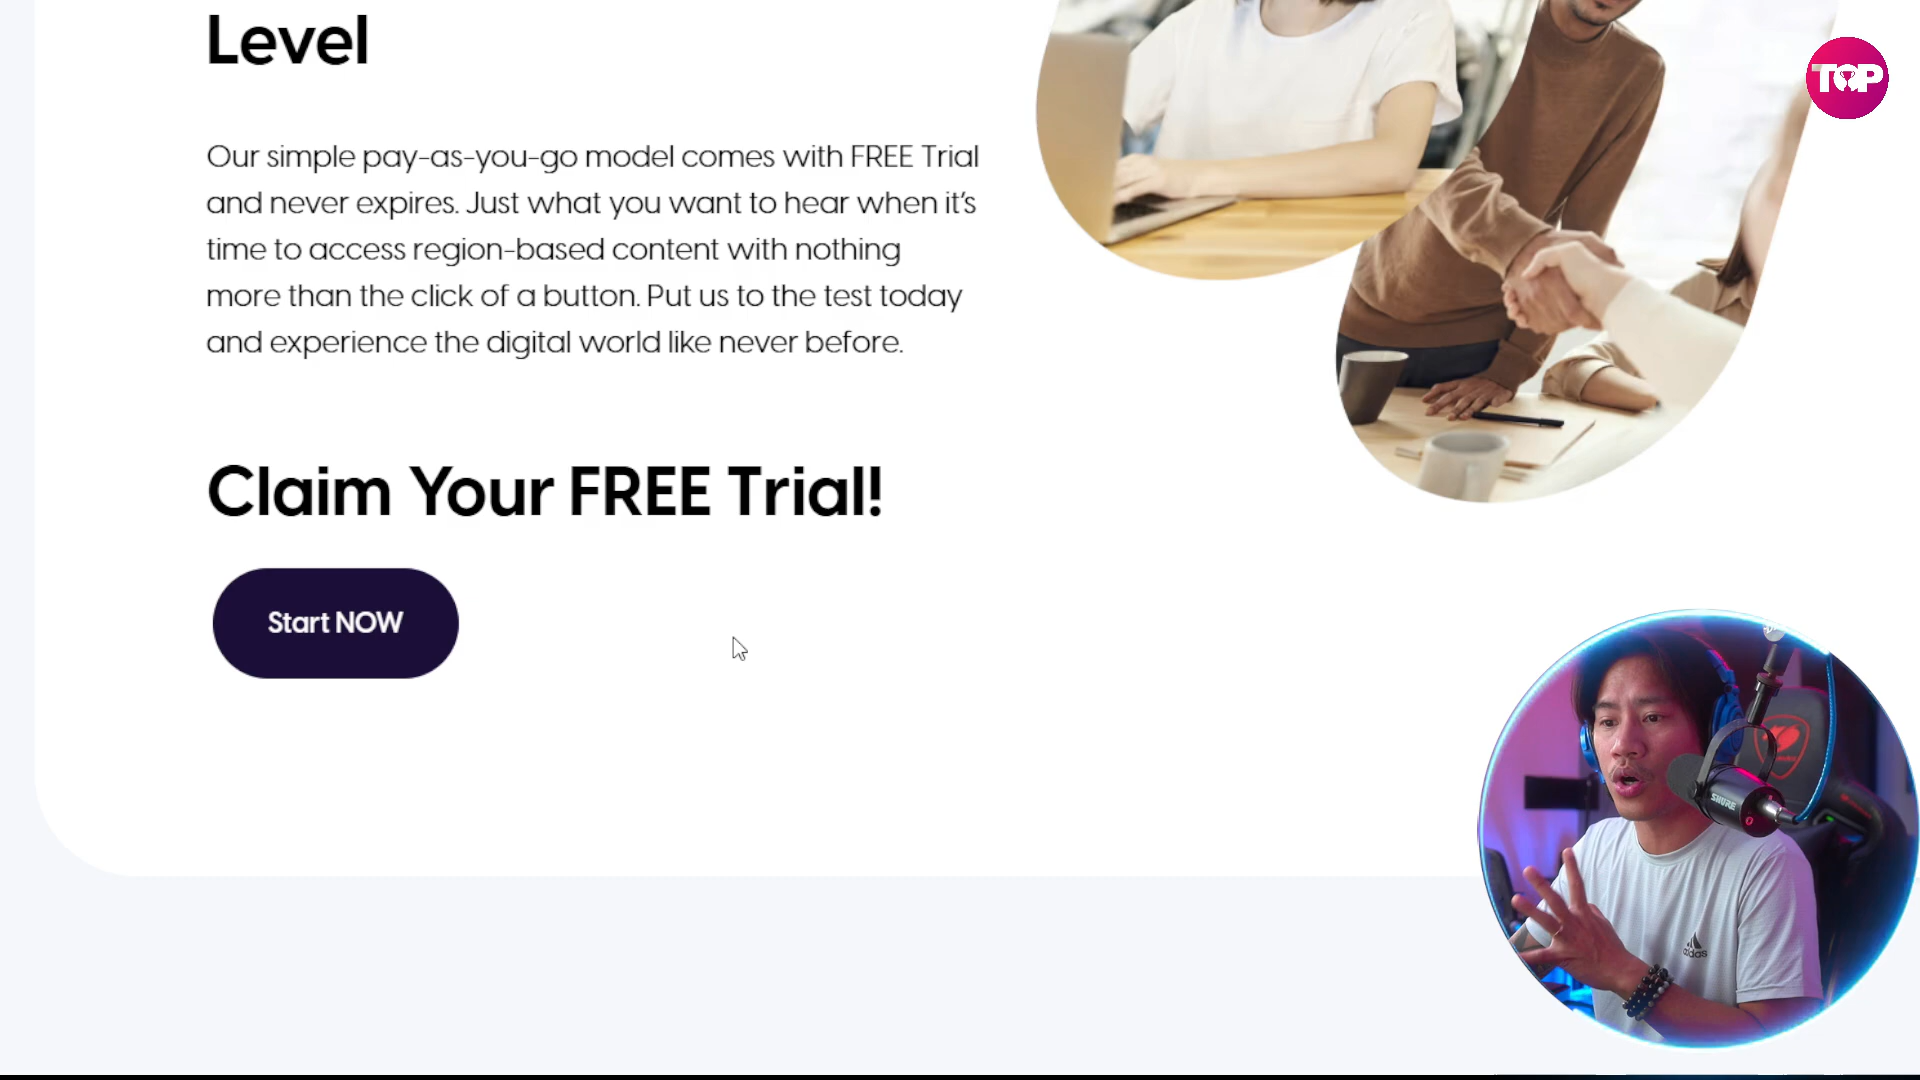 Level
TOP
Our simple pay-as-you-go model comes with FREE Trial
and never expires. Just what you want to hear when it's
time to access region-based content with nothing
more than the click of a button. Put us to the test today
and experience the digital world like never before.
Claim Your FREE Trial!
Start NOW
SHURE
adidas